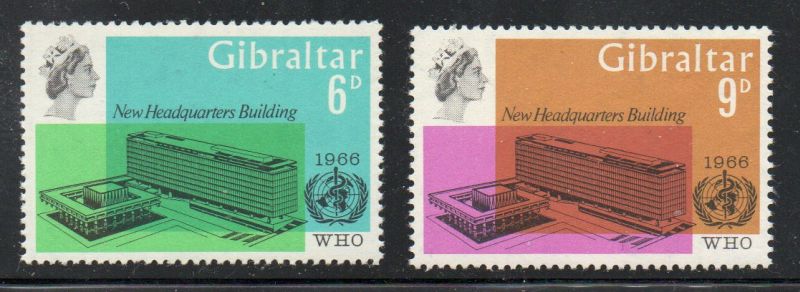 Gibraltar
6D
New Headquarters Building
1966
WHO
Gibraltar
9D
New Headquarters Building
1966
WHO